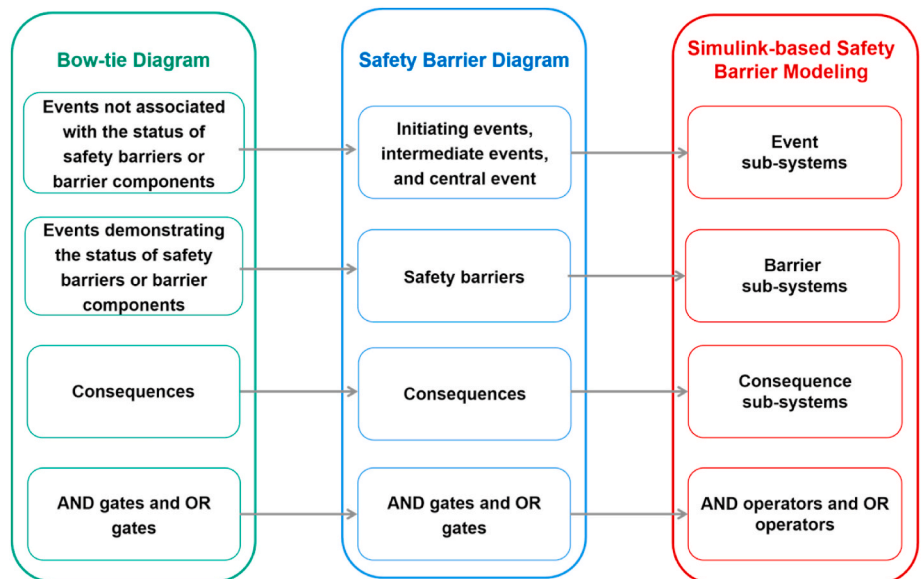 Bow-tie Diagram
Events not associated
with the status of
safety barriers or
barrier components
Events demonstrating
the status of safety
barriers or barrier
components
Consequences
AND gates and OR
gates
Safety Barrier Diagram
Initiating events,
intermediate events,
and central event
Safety barriers
Consequences
AND gates and OR
gates
Simulink-based Safety
Barrier Modeling
Event
sub-systems
Barrier
sub-systems
Consequence
sub-systems
AND operators and OR
operators